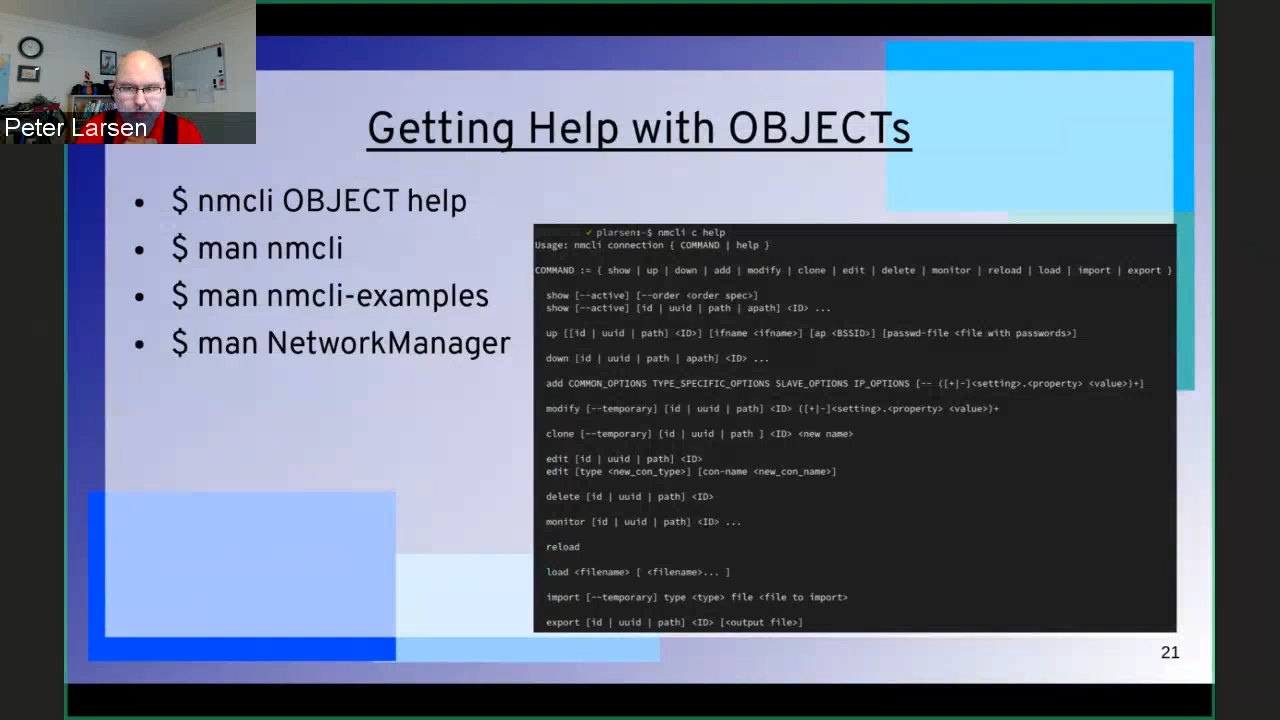 Peter Larsen
Getting Help with OBJECTs
• $ nmcli OBJECT help
• $ man nmcli
• $ man nmcli-examples
• $ man NetworkManager
✓ plarsen:~$ nmcli c help
Usage: nmcli connection { COMMAND | help }
COMMAND := { show | up | down | add | modify | clone | edit | delete | monitor | reload | load | import | export }
show [--active] [--order <order spec>]
show [--active] [id | uuid | path | apath] <ID> ...
up [[id | uuid | path] <ID>] [ifname <ifname>] [ap <BSSID>] [passwd-file <file with passwords>]
down [id | uuid | path | apath] <ID> ...
add COMMON_OPTIONS TYPE_SPECIFIC_OPTIONS SLAVE_OPTIONS IP_OPTIONS [-- ([+|-]<setting>.<property> <value>)+]
modify [--temporary] [id | uuid | path] <ID> ([+|-]<setting>.<property> <value>)+
clone [--temporary] [id | uuid | path ] <ID> <new name>
edit [id | uuid | path] <ID>
edit [type <new_con_type>] [con-name <new_con_name>]
delete [id | uuid | path] <ID>
monitor [id | uuid | path] <ID> ...
reload
load <filename> [ <filename>... ]
import [--temporary] type <type> file <file to import>
export [id | uuid | path] <ID> [<output file>]
21